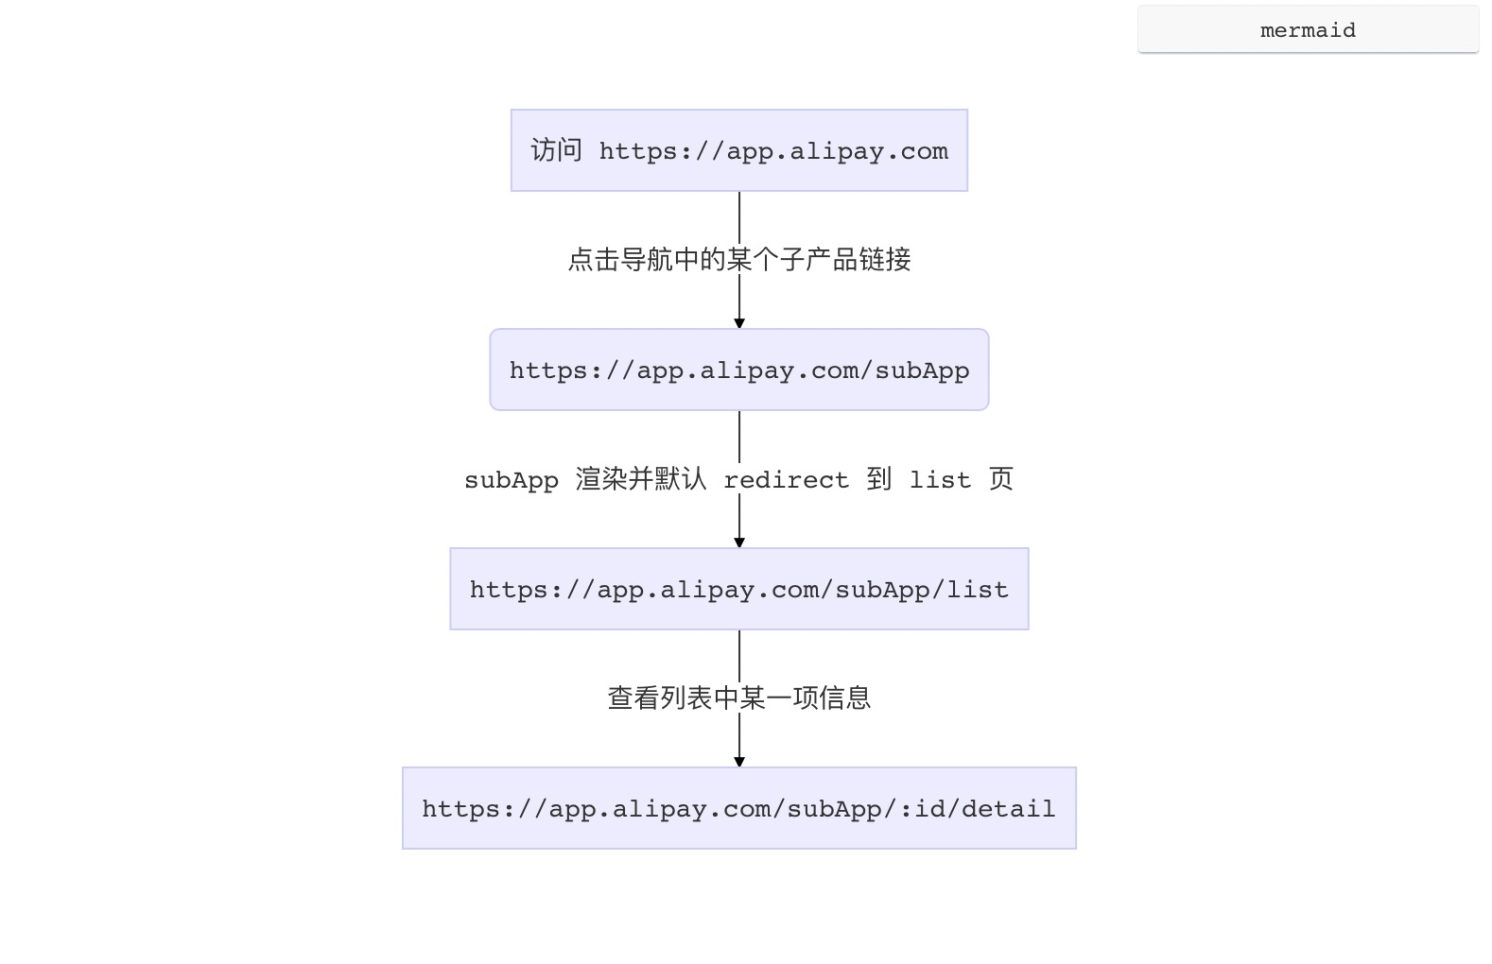 mermaid
访问 https://app.alipay.com
点击导航中的某个子产品链接
https://app.alipay.com/subApp
subApp 渲染并默认 redirect 到 list 页
https://app.alipay.com/subApp/list
查看列表中某一项信息
https://app.alipay.com/subApp/:id/detail